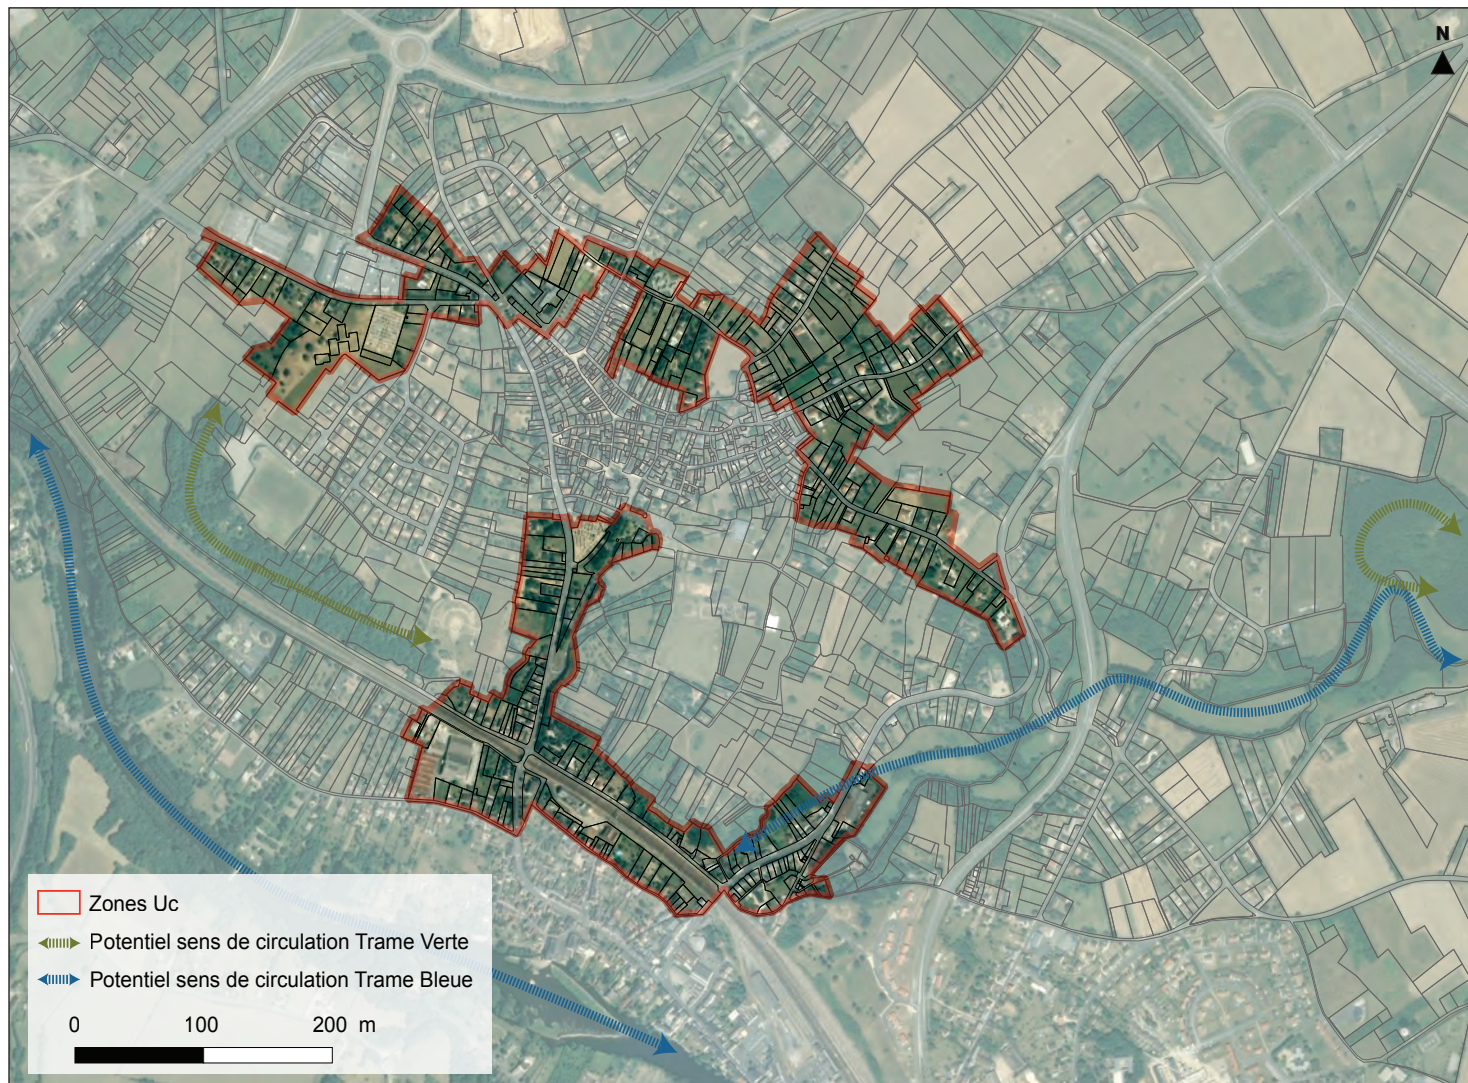 N
Zones Uc
Potentiel sens de circulation Trame Verte
Potentiel sens de circulation Trame Bleue
0 100 200 m